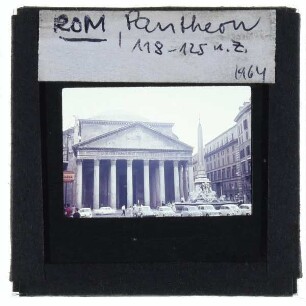 ROM, Pantheon
118-125 n. Z.
1964